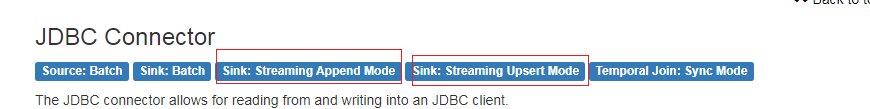 Back to to
JDBC Connector
Source: Batch Sink: Batch Sink: Streaming Append Mode Sink: Streaming Upsert Mode Temporal Join: Sync Mode
The JDBC connector allows for reading from and writing into an JDBC client.